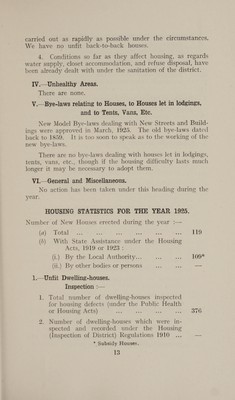 carried out as rapidly as possible under the circumstances.
We have no unfit back-to-back houses.
4. Conditions so far as they affect housing, as regards
water supply, closet accommodation, and refuse disposal, have
been already dealt with under the sanitation of the district.
IV.—Unhealthy Areas.
There are none.
V.—Bye-laws relating to Houses, to Houses let in lodgings,
and to Tents, Vans, Etc.
New Model Bye-laws dealing with New Streets and Build-
ings were approved in March, 1925. The old bye-laws dated
back to 1859. It is too soon to speak as to the working of the
new bye-laws.
There are no bye-laws dealing with houses let in lodgings,
tents, vans, etc., though if the housing difficulty lasts much
longer it may be necessary to adopt them.
VI.—General and Miscellaneous.
No action has been taken under this heading during the
year.
HOUSING STATISTICS FOR THE YEAR 1925.
Number of New Houses erected during the year :—
(a) Total ... ... ... ... ... ... 119
(b) With State Assistance under the Housing
Acts, 1919 or 1923 :
(i.) By the Local Authority... ... ... 109*
(ii.) By other bodies or persons ... ... —
1.—Unfit Dwelling-houses.
Inspection :—
1. Total number of dwelling-houses inspected
for housing defects (under the Public Health
or Housing Acts) ... ... ... ... 376
2. Number of dwelling-houses which were in-
spected and recorded under the Housing
(Inspection of District) Regulations 1910 ... —
* Subsidy Houses.
13